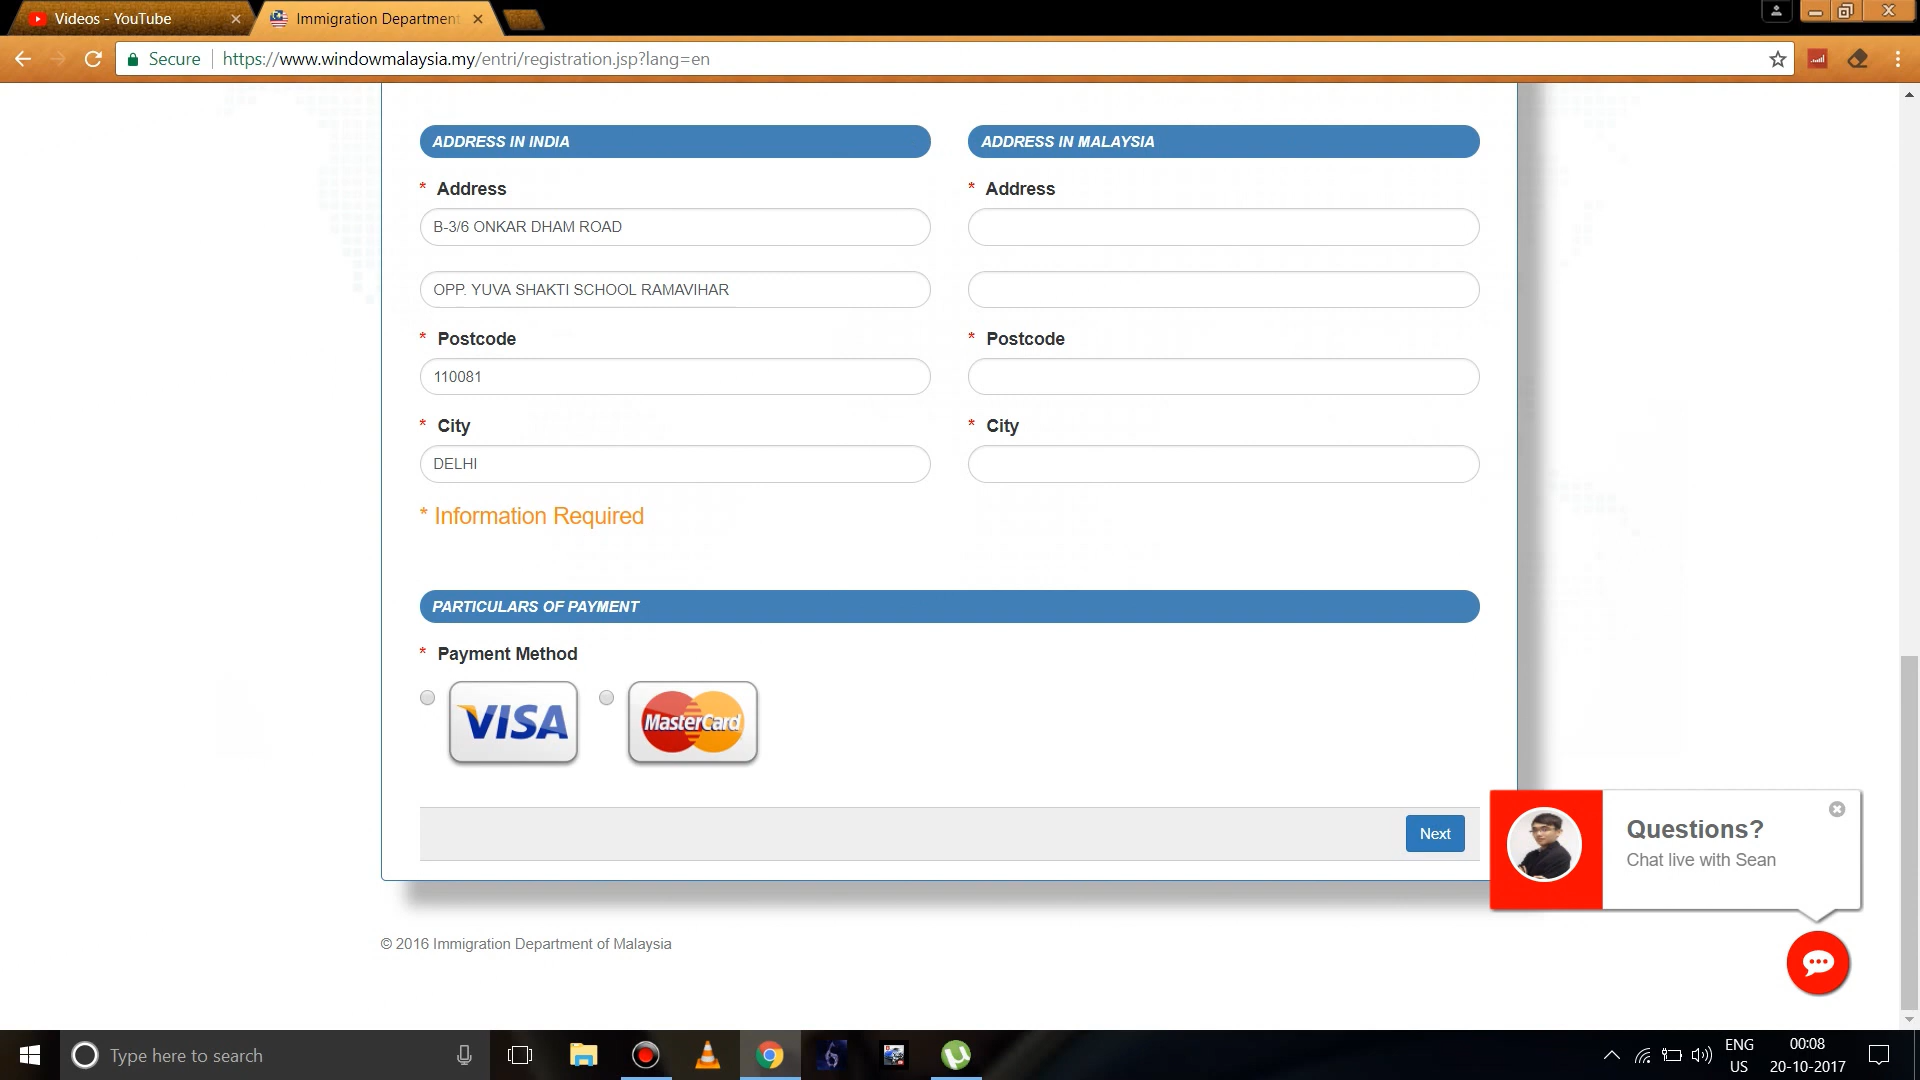 Videos - YouTube
Immigration Department
Secure
https://www.windowmalaysia.my/entri/registration.jsp?lang=en
ADDRESS IN INDIA
ADDRESS IN MALAYSIA
* Address
* Address
B-3/6 ONKAR DHAM ROAD
OPP. YUVA SHAKTI SCHOOL RAMAVIHAR
* Postcode
* Postcode
110081
* City
* City
DELHI
* Information Required
PARTICULARS OF PAYMENT
* Payment Method
VISA
MasterCard
Next
Questions?
Chat live with Sean
© 2016 Immigration Department of Malaysia
Type here to search
ENG
US
00:08
20-10-2017